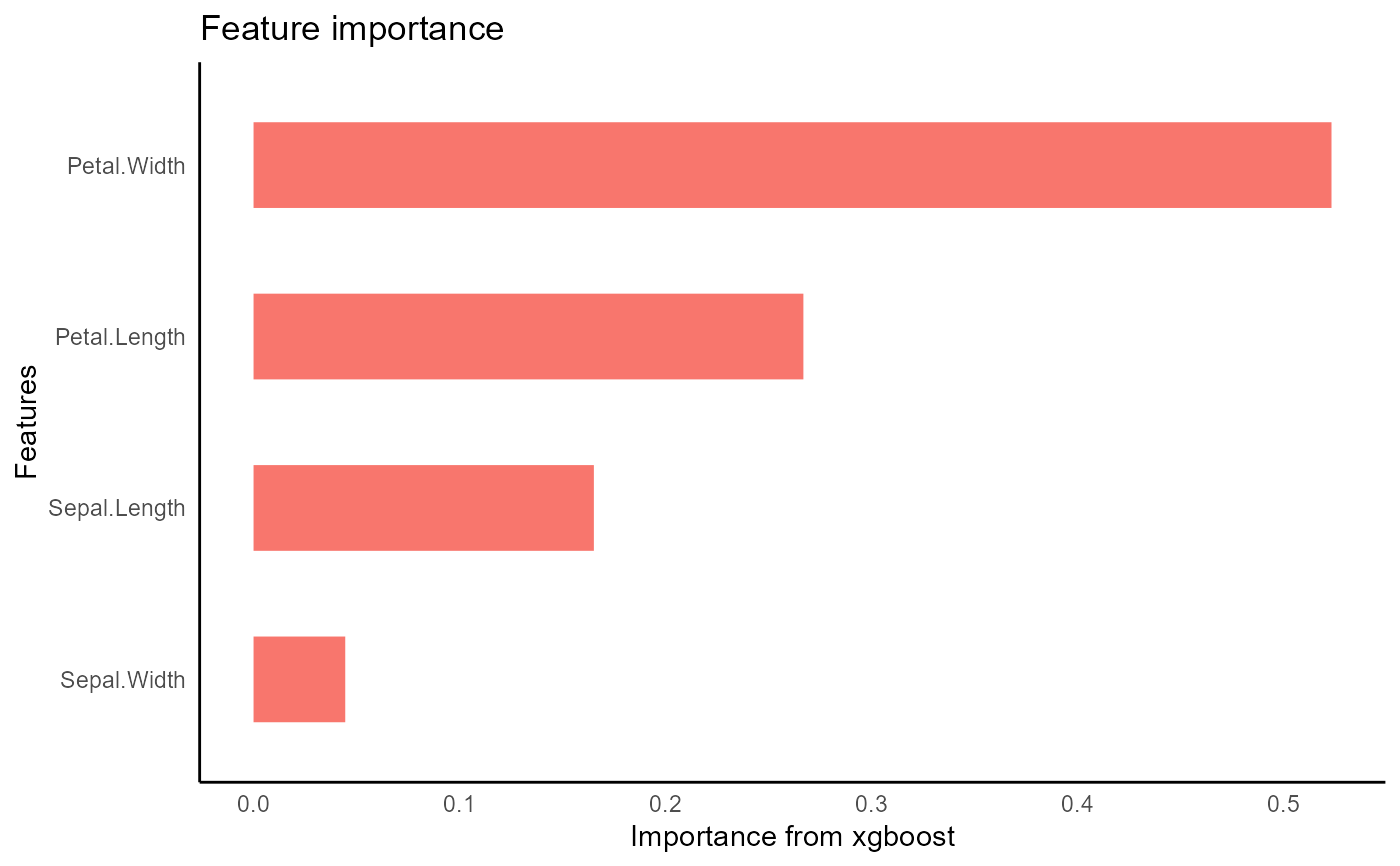 Feature importance
Petal.Width
Petal.Length
Sepal.Length
Sepal.Width
Features
0.0 0.1 0.2 0.3 0.4 0.5
Importance from xgboost